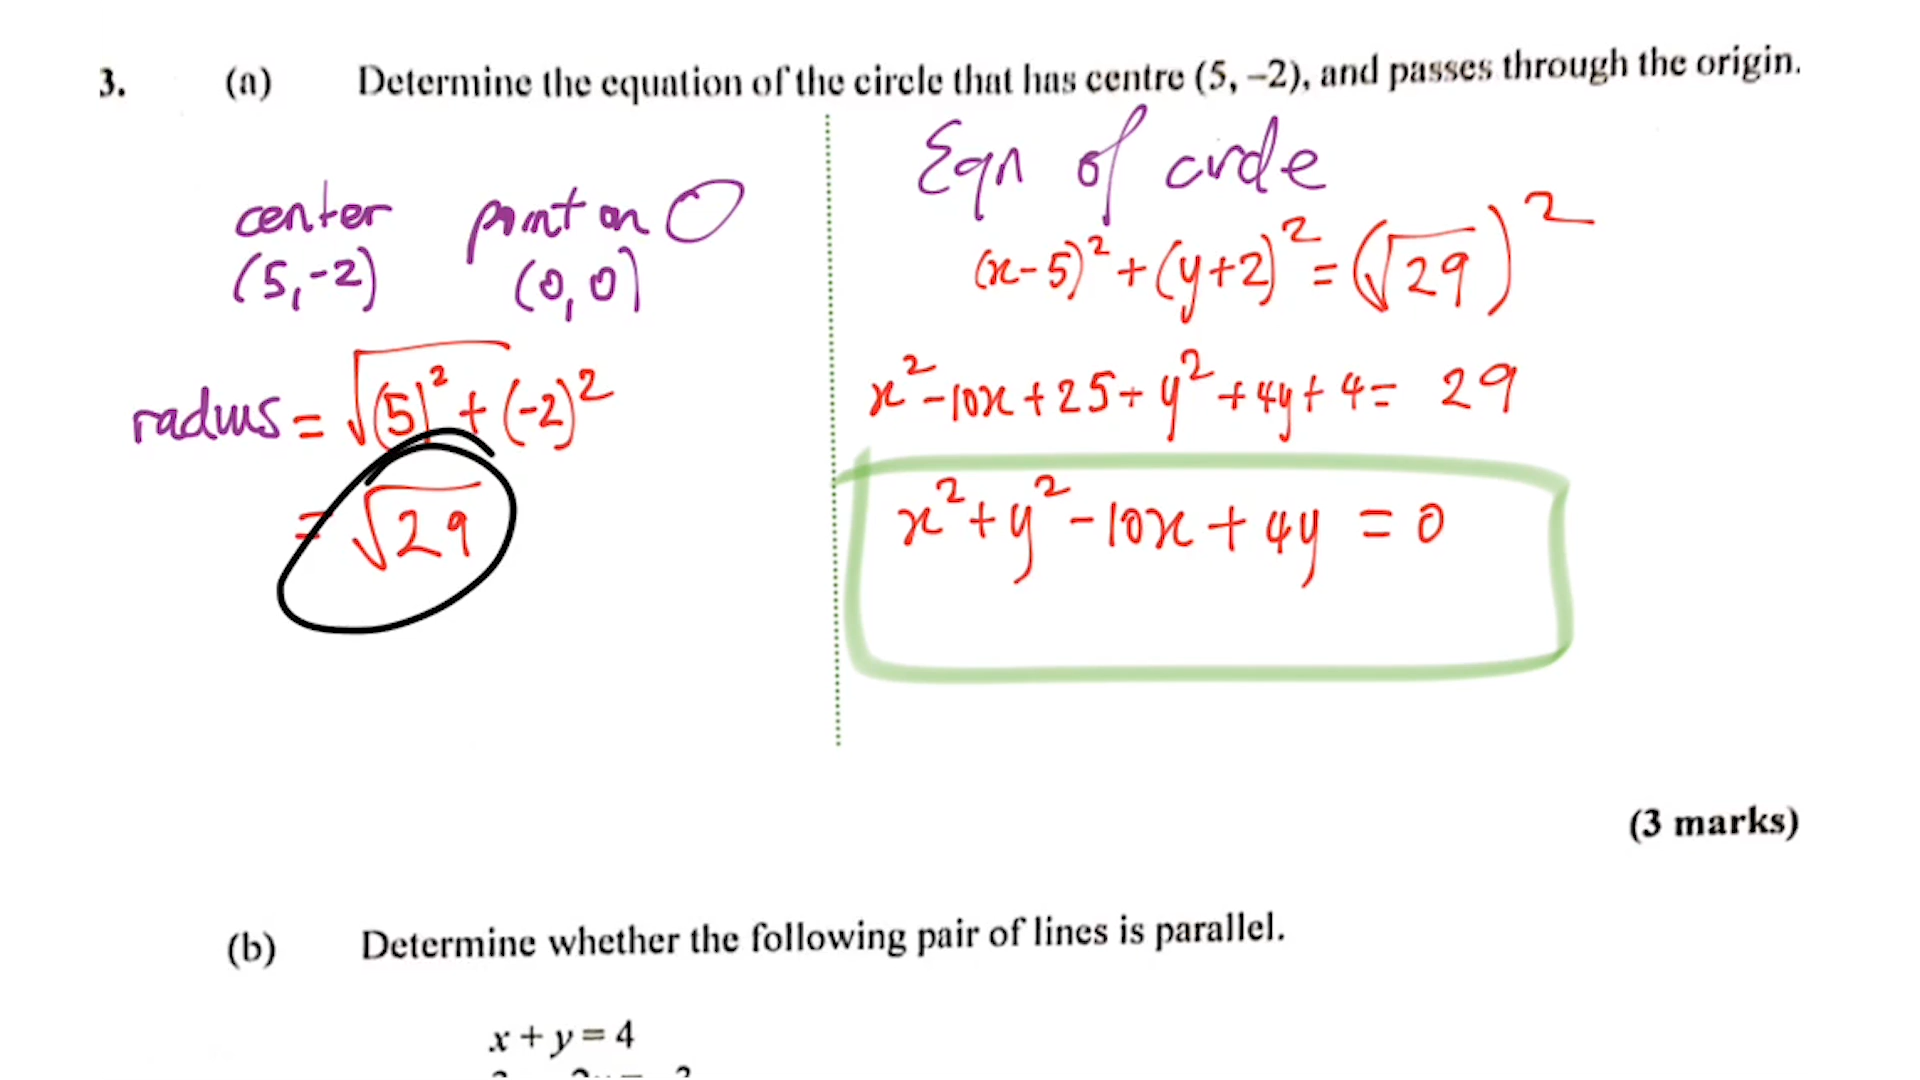 3. (a) Determine the equation of the circle that has centre (5, –2), and passes through the origin.
center point on
(5,-2) (0,0)
radius = √(5)² + (-2)²
= √29
Eqn of circle
(x-5)² + (y+2)² = (√29)²
x²-10x+25+y²+4y+4= 29
x²+y²-10x+4y = 0
(3 marks)
(b) Determine whether the following pair of lines is parallel.
x + y = 4